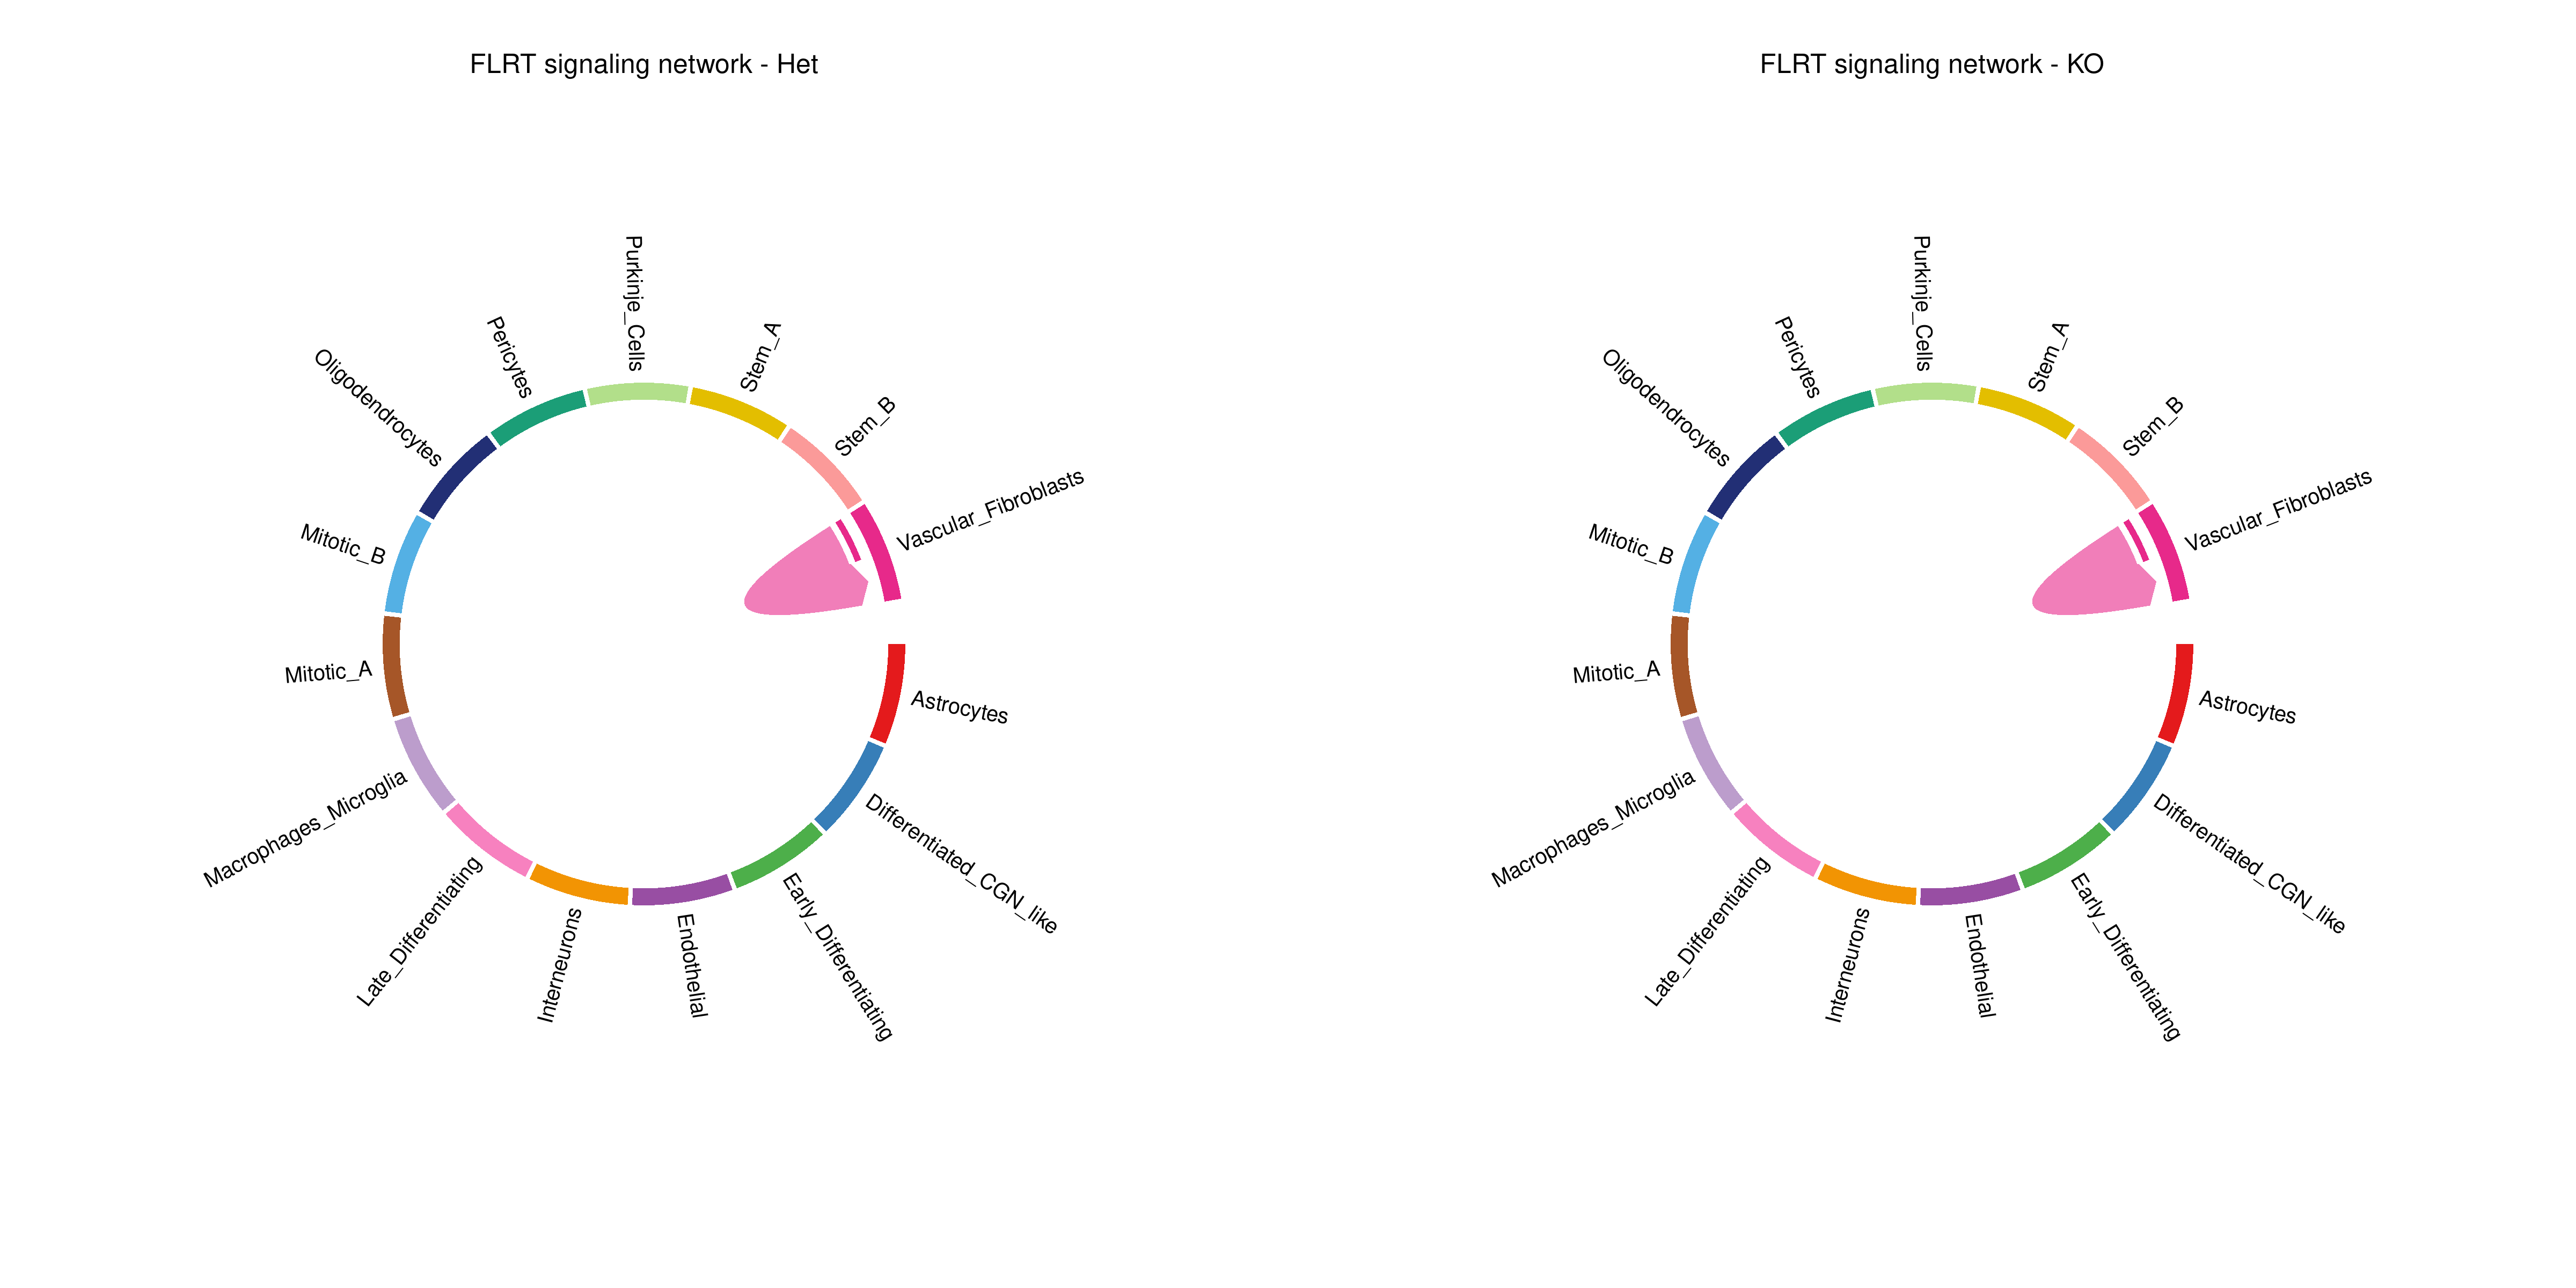 FLRT signaling network - Het
Purkinje_Cells
Pericytes
Stem_A
Oligodendrocytes
Stem_B
Vascular_Fibroblasts
Mitotic_B
Mitotic_A
Astrocytes
Macrophages_Microglia
Differentiated_CGN_like
Late_Differentiating
Early_Differentiating
Interneurons
Endothelial
FLRT signaling network - KO
Purkinje_Cells
Pericytes
Stem_A
Oligodendrocytes
Stem_B
Vascular_Fibroblasts
Mitotic_B
Mitotic_A
Astrocytes
Macrophages_Microglia
Differentiated_CGN_like
Late_Differentiating
Early_Differentiating
Interneurons
Endothelial